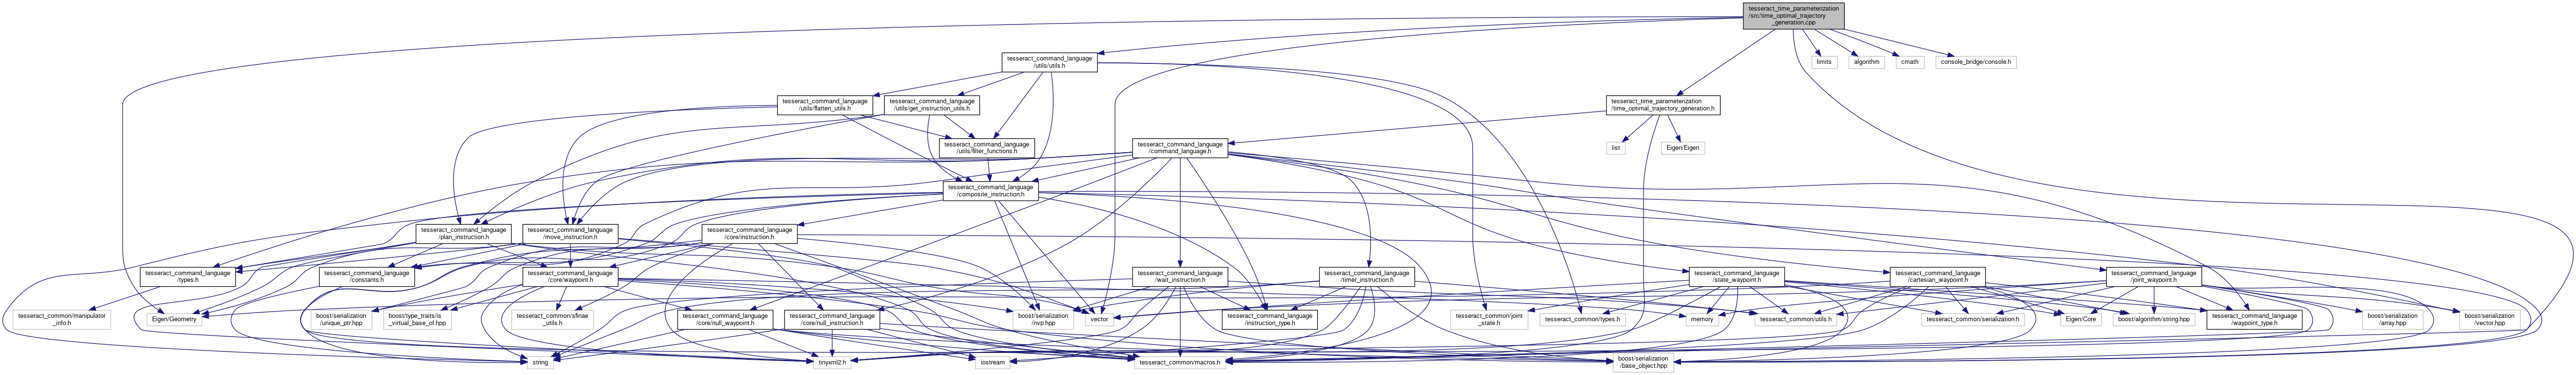 tesseract_time_parameterization
/src/time_optimal_trajectory
_generation.cpp
tesseract_command_language
/utils/utils.h
limits
algorithm
cmath
console_bridge/console.h
tesseract_command_language
/utils/flatten_utils.h
tesseract_command_language
/utils/get_instruction_utils.h
tesseract_time_parameterization
/time_optimal_trajectory_generation.h
tesseract_command_language
/utils/filter_functions.h
tesseract_command_language
/command_language.h
list
Eigen/Eigen
tesseract_command_language
/composite_instruction.h
tesseract_command_language
/plan_instruction.h
tesseract_command_language
/move_instruction.h
tesseract_command_language
/core/instruction.h
tesseract_command_language
/types.h
tesseract_command_language
/constants.h
tesseract_command_language
/core/waypoint.h
tesseract_command_language
/wait_instruction.h
tesseract_command_language
/timer_instruction.h
tesseract_command_language
/state_waypoint.h
tesseract_command_language
/cartesian_waypoint.h
tesseract_command_language
/joint_waypoint.h
tesseract_common/manipulator
_info.h
Eigen/Geometry
boost/serialization
/unique_ptr.hpp
boost/type_traits/is
_virtual_base_of.hpp
tesseract_common/sfinae
_utils.h
tesseract_command_language
/core/null_waypoint.h
tesseract_command_language
/core/null_instruction.h
boost/serialization
/nvp.hpp
vector
tesseract_command_language
/instruction_type.h
tesseract_common/joint
_state.h
tesseract_common/types.h
memory
tesseract_common/utils.h
tesseract_common/serialization.h
Eigen/Core
boost/algorithm/string.hpp
tesseract_command_language
/waypoint_type.h
boost/serialization
/array.hpp
boost/serialization
/vector.hpp
string
tinyxml2.h
iostream
tesseract_common/macros.h
boost/serialization
/base_object.hpp